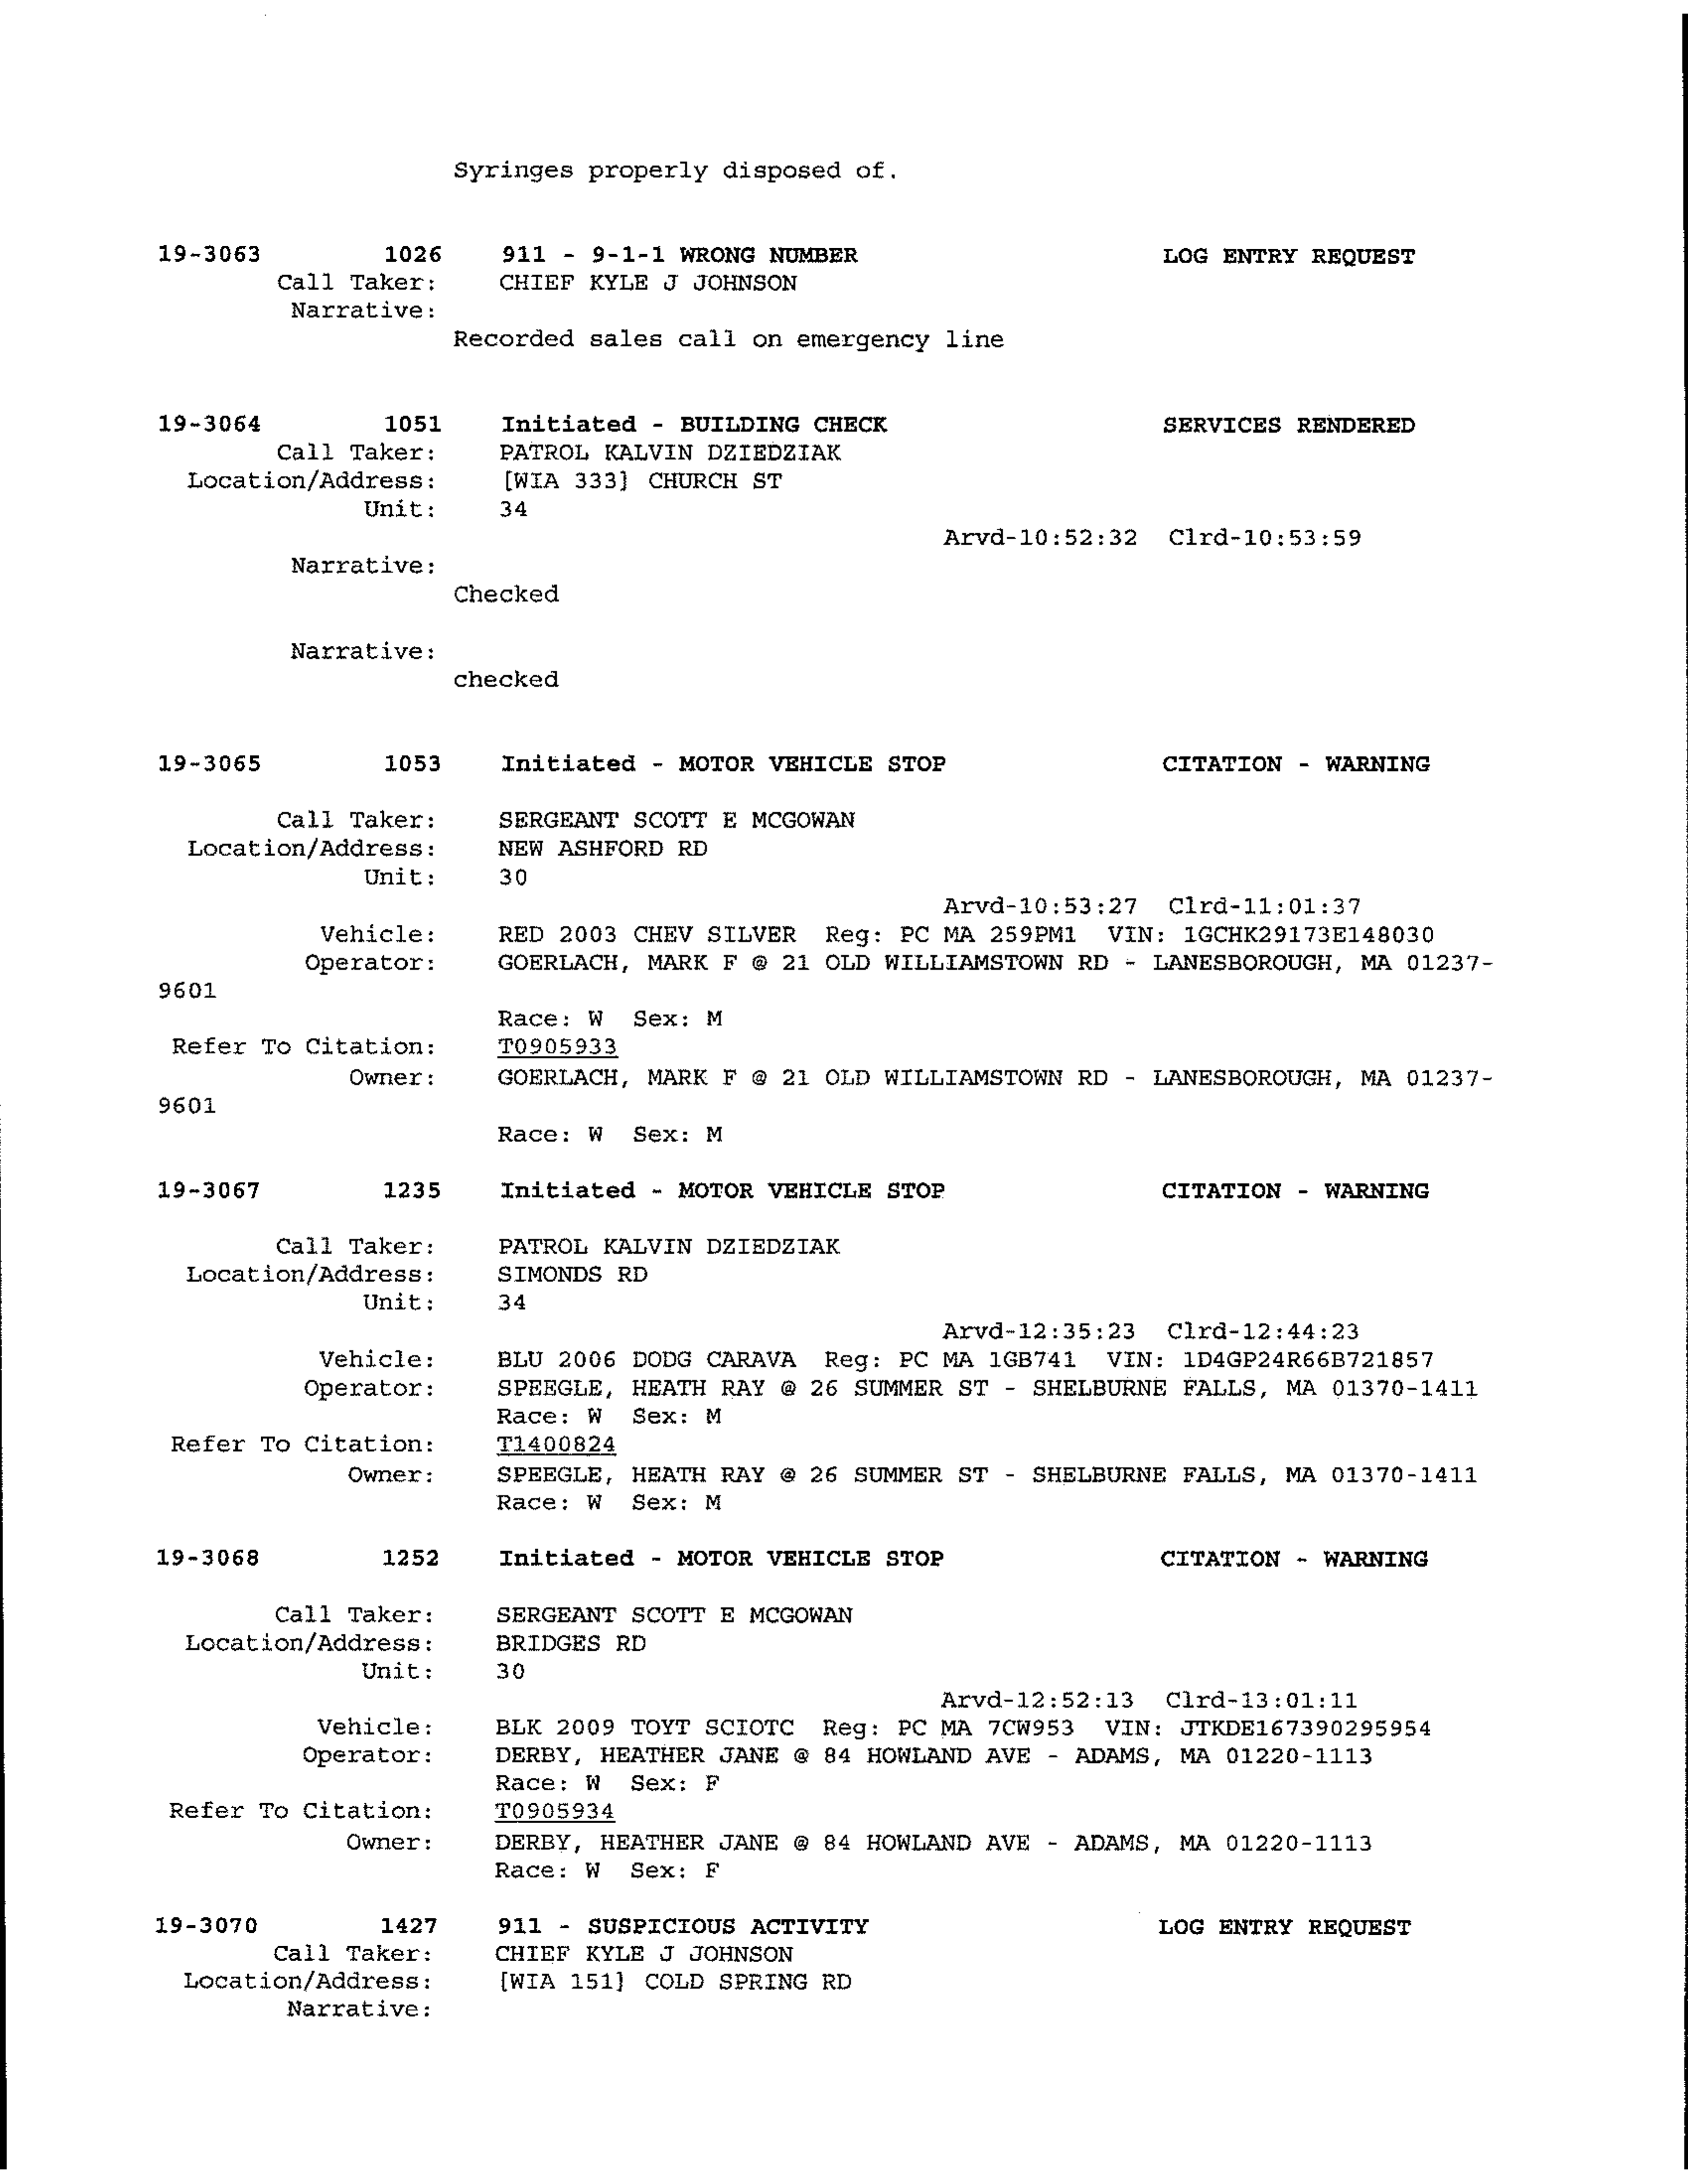 Syringes properly disposed of.
19-3063 1026 911 - 9-1-1 WRONG NUMBER LOG ENTRY REQUEST
Call Taker: CHIEF KYLE J JOHNSON
Narrative:
Recorded sales call on emergency line
19-3064 1051 Initiated - BUILDING CHECK SERVICES RENDERED
Call Taker: PATROL KALVIN DZIEDZIAK
Location/Address: [WIA 333] CHURCH ST
Unit: 34
Arvd-10:52:32 Clrd-10:53:59
Narrative:
Checked
Narrative:
checked
19-3065 1053 Initiated - MOTOR VEHICLE STOP CITATION - WARNING
Call Taker: SERGEANT SCOTT E MCGOWAN
Location/Address: NEW ASHFORD RD
Unit: 30
Arvd-10:53:27 Clrd-11:01:37
Vehicle: RED 2003 CHEV SILVER Reg: PC MA 259PM1 VIN: 1GCHK29173E148030
Operator: GOERLACH, MARK F @ 21 OLD WILLIAMSTOWN RD - LANESBOROUGH, MA 01237-
9601
Race: W Sex: M
Refer To Citation: T0905933
Owner: GOERLACH, MARK F @ 21 OLD WILLIAMSTOWN RD - LANESBOROUGH, MA 01237-
9601
Race: W Sex: M
19-3067 1235 Initiated - MOTOR VEHICLE STOP CITATION - WARNING
Call Taker: PATROL KALVIN DZIEDZIAK
Location/Address: SIMONDS RD
Unit: 34
Arvd-12:35:23 Clrd-12:44:23
Vehicle: BLU 2006 DODG CARAVA Reg: PC MA 1GB741 VIN: 1D4GP24R66B721857
Operator: SPEEGLE, HEATH RAY @ 26 SUMMER ST - SHELBURNE FALLS, MA 01370-1411
Race: W Sex: M
Refer To Citation: T1400824
Owner: SPEEGLE, HEATH RAY @ 26 SUMMER ST - SHELBURNE FALLS, MA 01370-1411
Race: W Sex: M
19-3068 1252 Initiated - MOTOR VEHICLE STOP CITATION - WARNING
Call Taker: SERGEANT SCOTT E MCGOWAN
Location/Address: BRIDGES RD
Unit: 30
Arvd-12:52:13 Clrd-13:01:11
Vehicle: BLK 2009 TOYT SCIOTC Reg: PC MA 7CW953 VIN: JTKDE167390295954
Operator: DERBY, HEATHER JANE @ 84 HOWLAND AVE - ADAMS, MA 01220-1113
Race: W Sex: F
Refer To Citation: T0905934
Owner: DERBY, HEATHER JANE @ 84 HOWLAND AVE - ADAMS, MA 01220-1113
Race: W Sex: F
19-3070 1427 911 - SUSPICIOUS ACTIVITY LOG ENTRY REQUEST
Call Taker: CHIEF KYLE J JOHNSON
Location/Address: [WIA 151] COLD SPRING RD
Narrative: